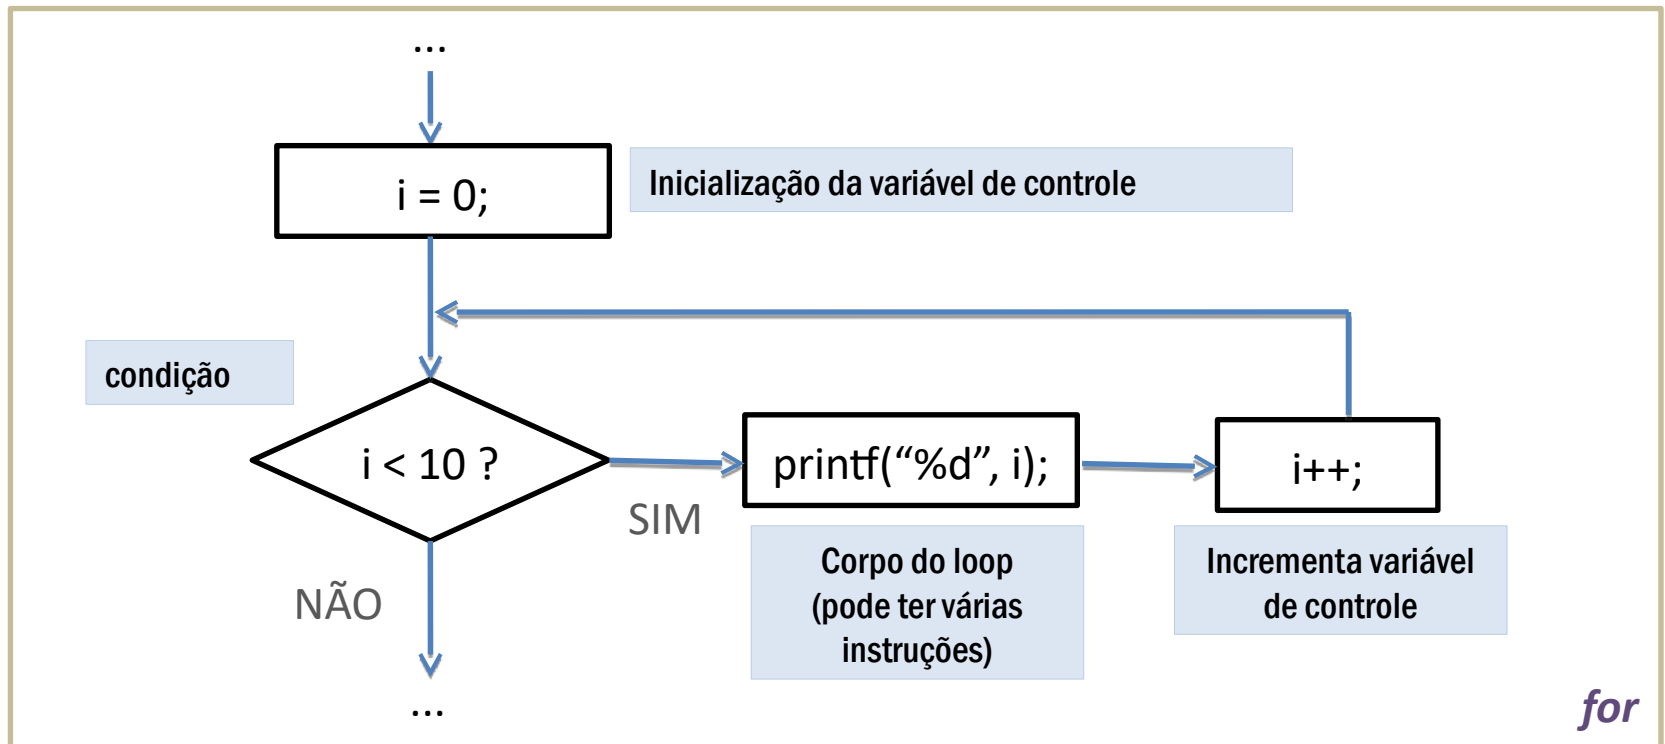 ...
i = 0;
Inicialização da variável de controle
condição
i < 10 ?
SIM
NÃO
printf(“%d”, i);
i++;
Corpo do loop
(pode ter várias
instruções)
Incrementa variável
de controle
...
for